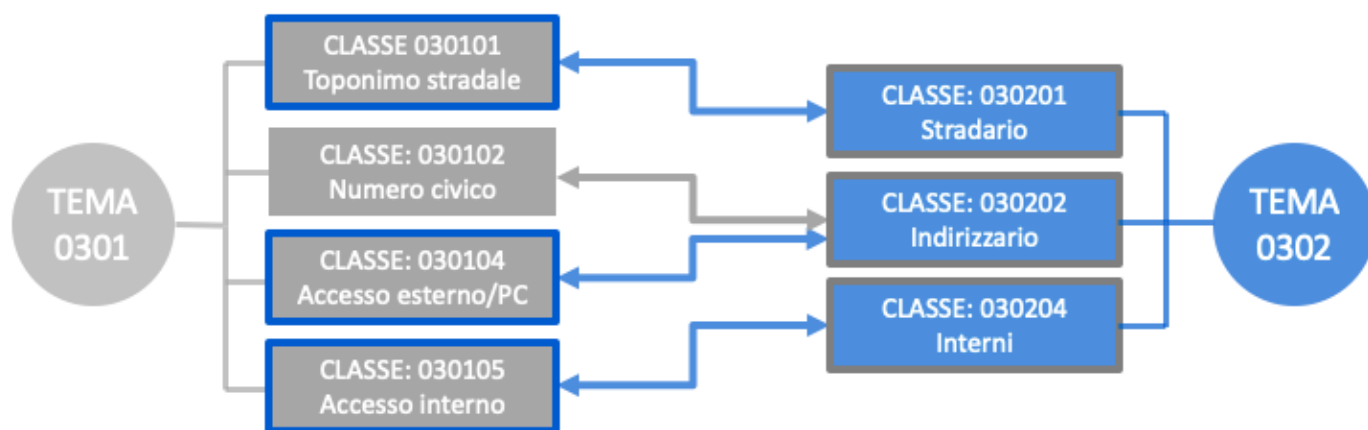 TEMA
0301
CLASSE 030101
Toponimo stradale
CLASSE: 030102
Numero civico
CLASSE: 030104
Accesso esterno/PC
CLASSE: 030105
Accesso interno
CLASSE: 030201
Stradario
CLASSE: 030202
Indirizzario
CLASSE: 030204
Interni
TEMA
0302